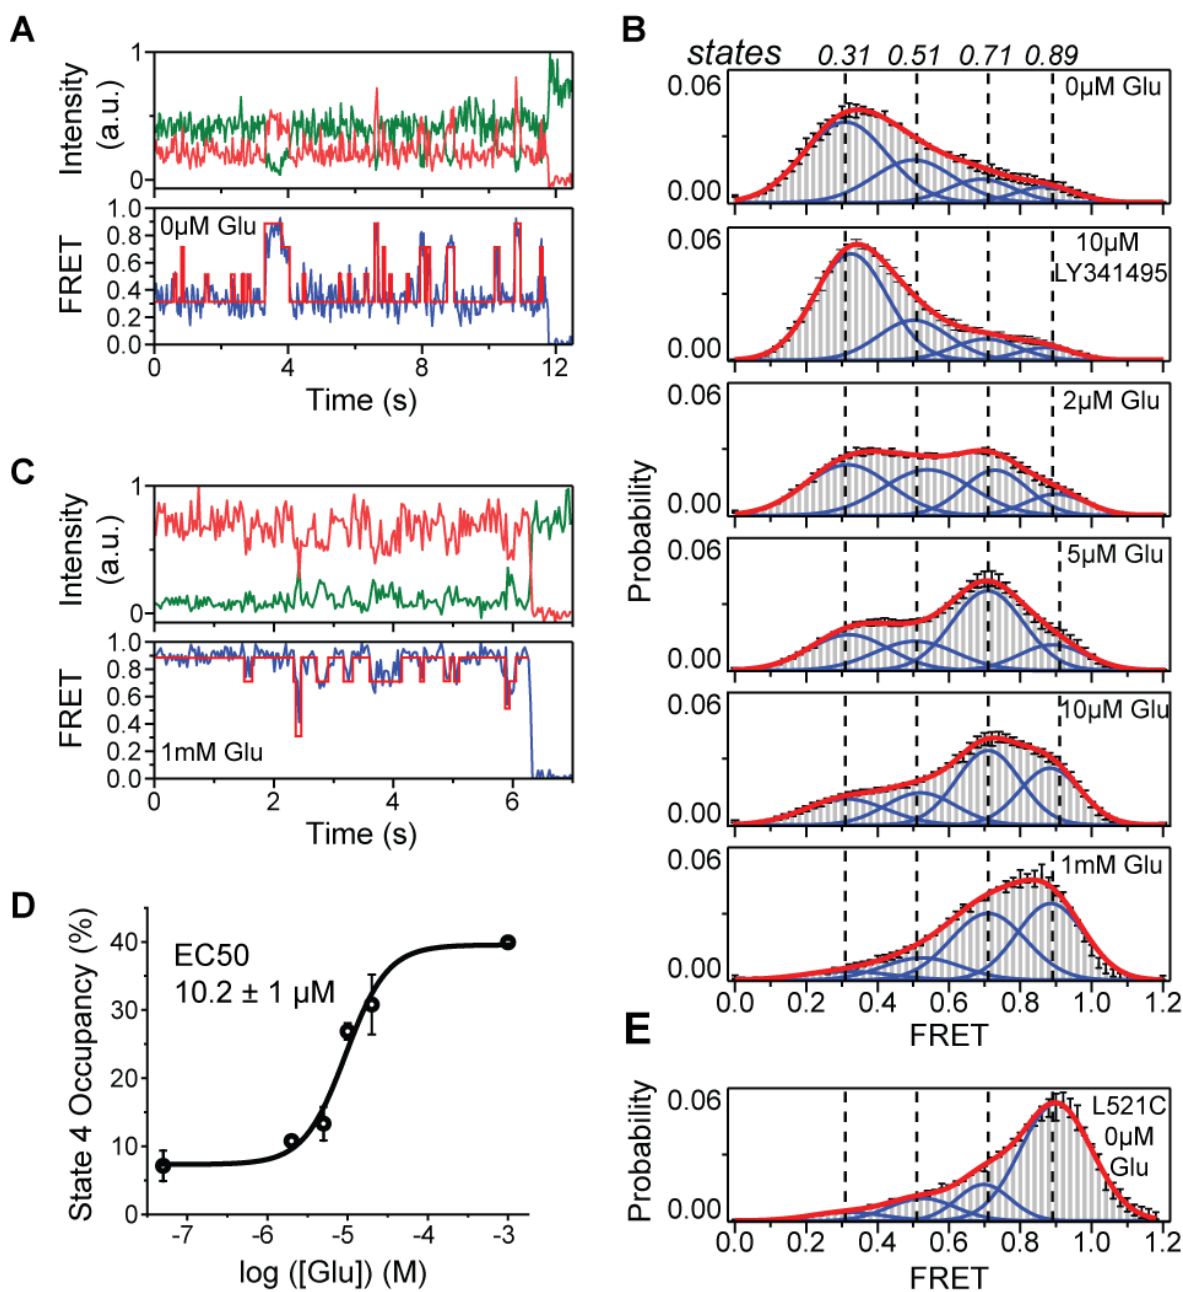 A
Intensity
(a.u.)
1
0
FRET
1.0
0.8
0.6
0.4
0.2
0.0
0μM Glu
0
4
8
12
Time (s)
B
states 0.31 0.51 0.71 0.89
0.06
0.00
0μM Glu
0.06
0.00
10μM
LY341495
0.06
0.00
2μM Glu
Probability
0.06
0.00
5μM Glu
0.06
0.00
10μM Glu
0.06
0.00
1mM Glu
0.0 0.2 0.4 0.6 0.8 1.0 1.2
FRET
C
Intensity
(a.u.)
1
0
FRET
1.0
0.8
0.6
0.4
0.2
0.0
1mM Glu
0 2 4 6
Time (s)
D
State 4 Occupancy (%)
40
30
20
10
0
EC50
10.2 ± 1 μM
-7 -6 -5 -4 -3
log ([Glu]) (M)
E
Probability
0.06
0.00
L521C
0μM
Glu
0.0 0.2 0.4 0.6 0.8 1.0 1.2
FRET